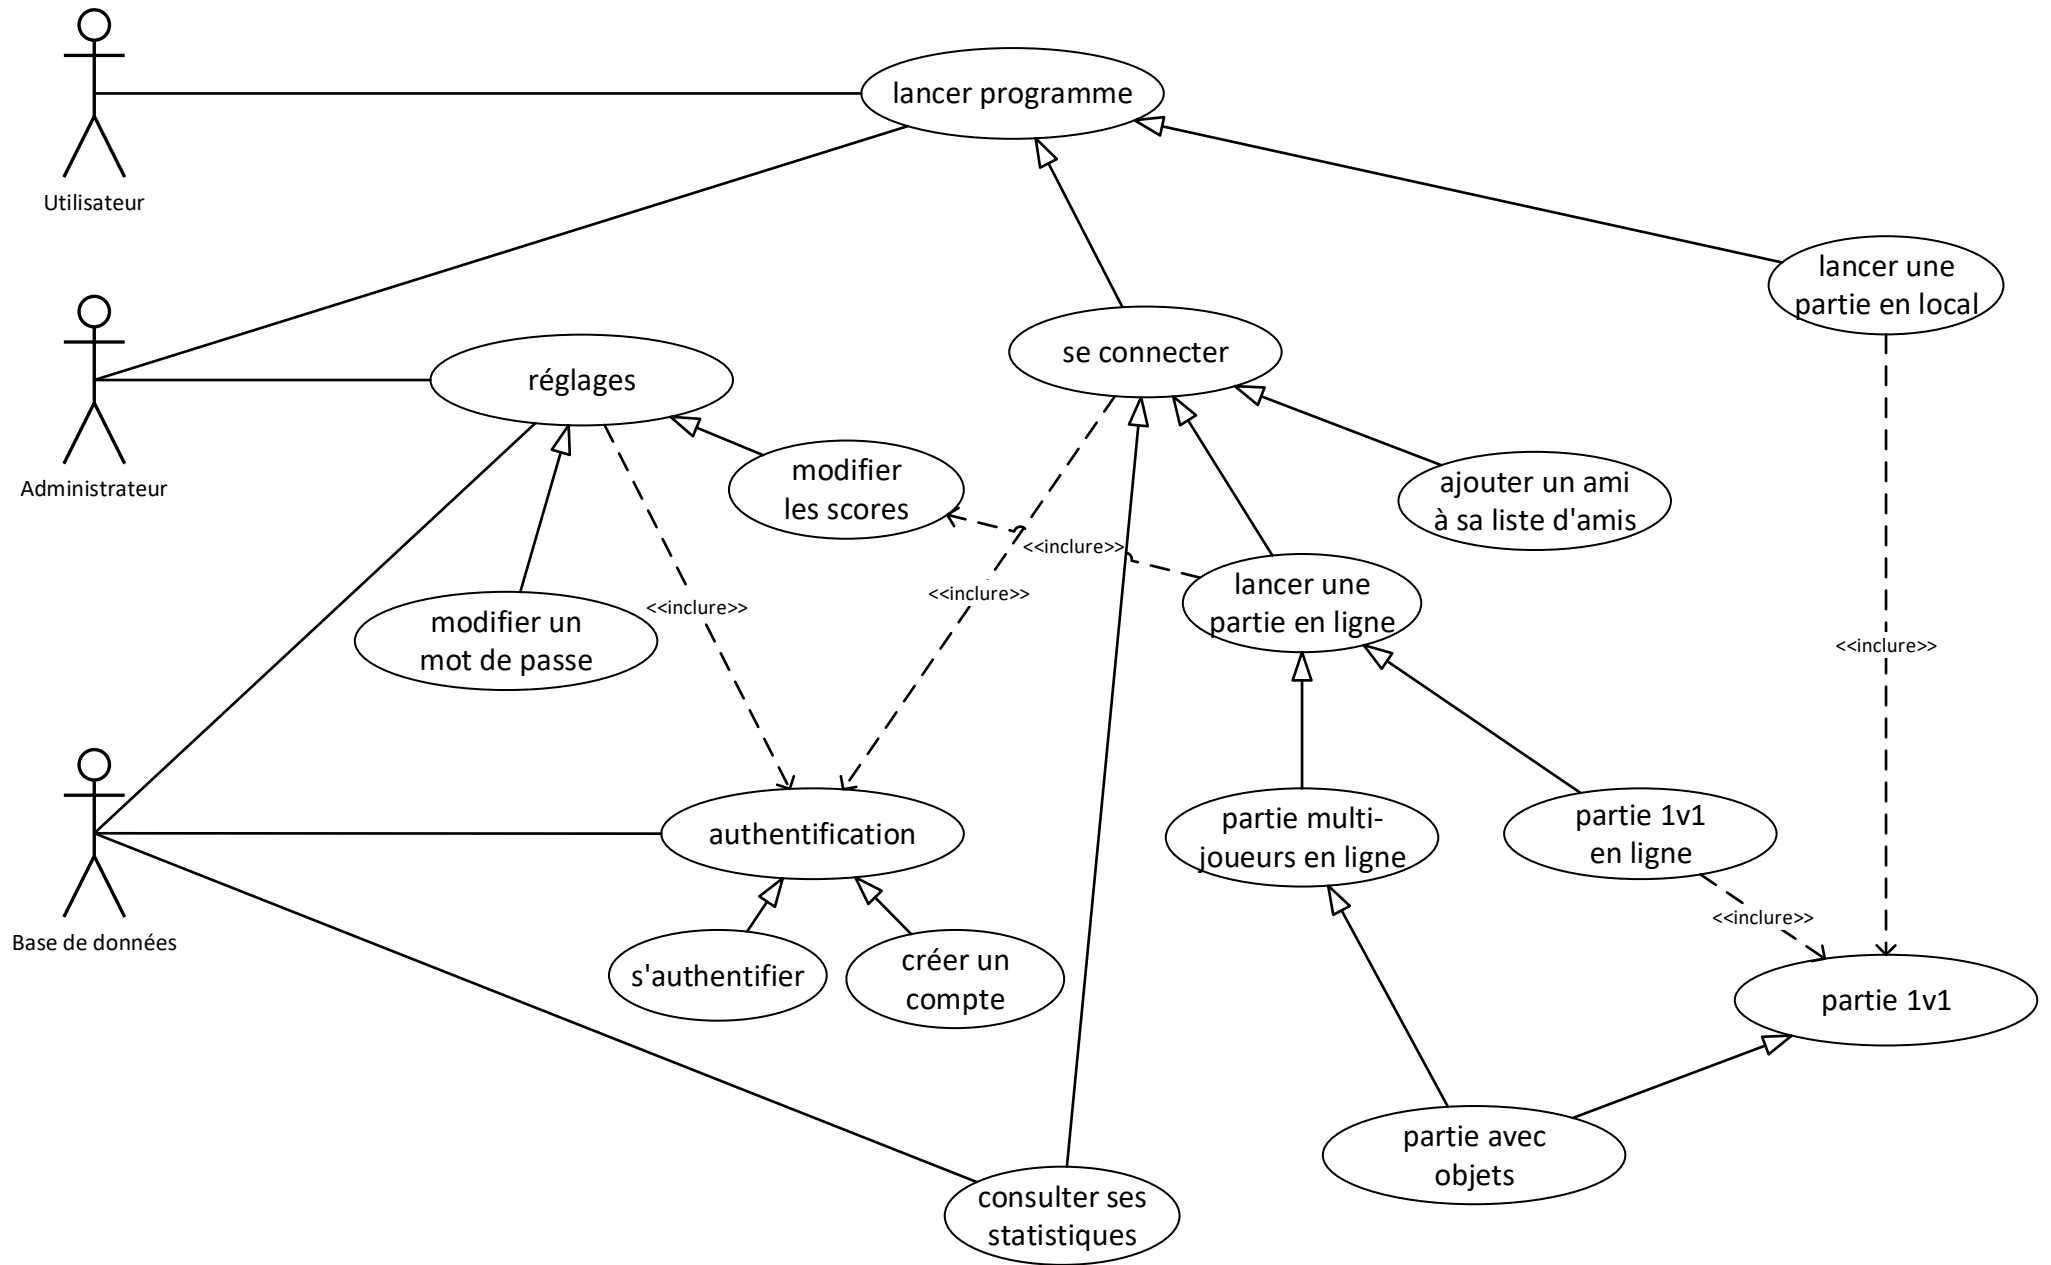 lancer programme
Utilisateur
lancer une
partie en local
se connecter
réglages
Administrateur
modifier
les scores
ajouter un ami
à sa liste d'amis
<<inclure>>
lancer une
partie en ligne
<<inclure>>
<<inclure>>
modifier un
mot de passe
<<inclure>>
partie multi-
joueurs en ligne
partie 1v1
en ligne
authentification
<<inclure>>
Base de données
s'authentifier
créer un
compte
partie 1v1
partie avec
objets
consulter ses
statistiques